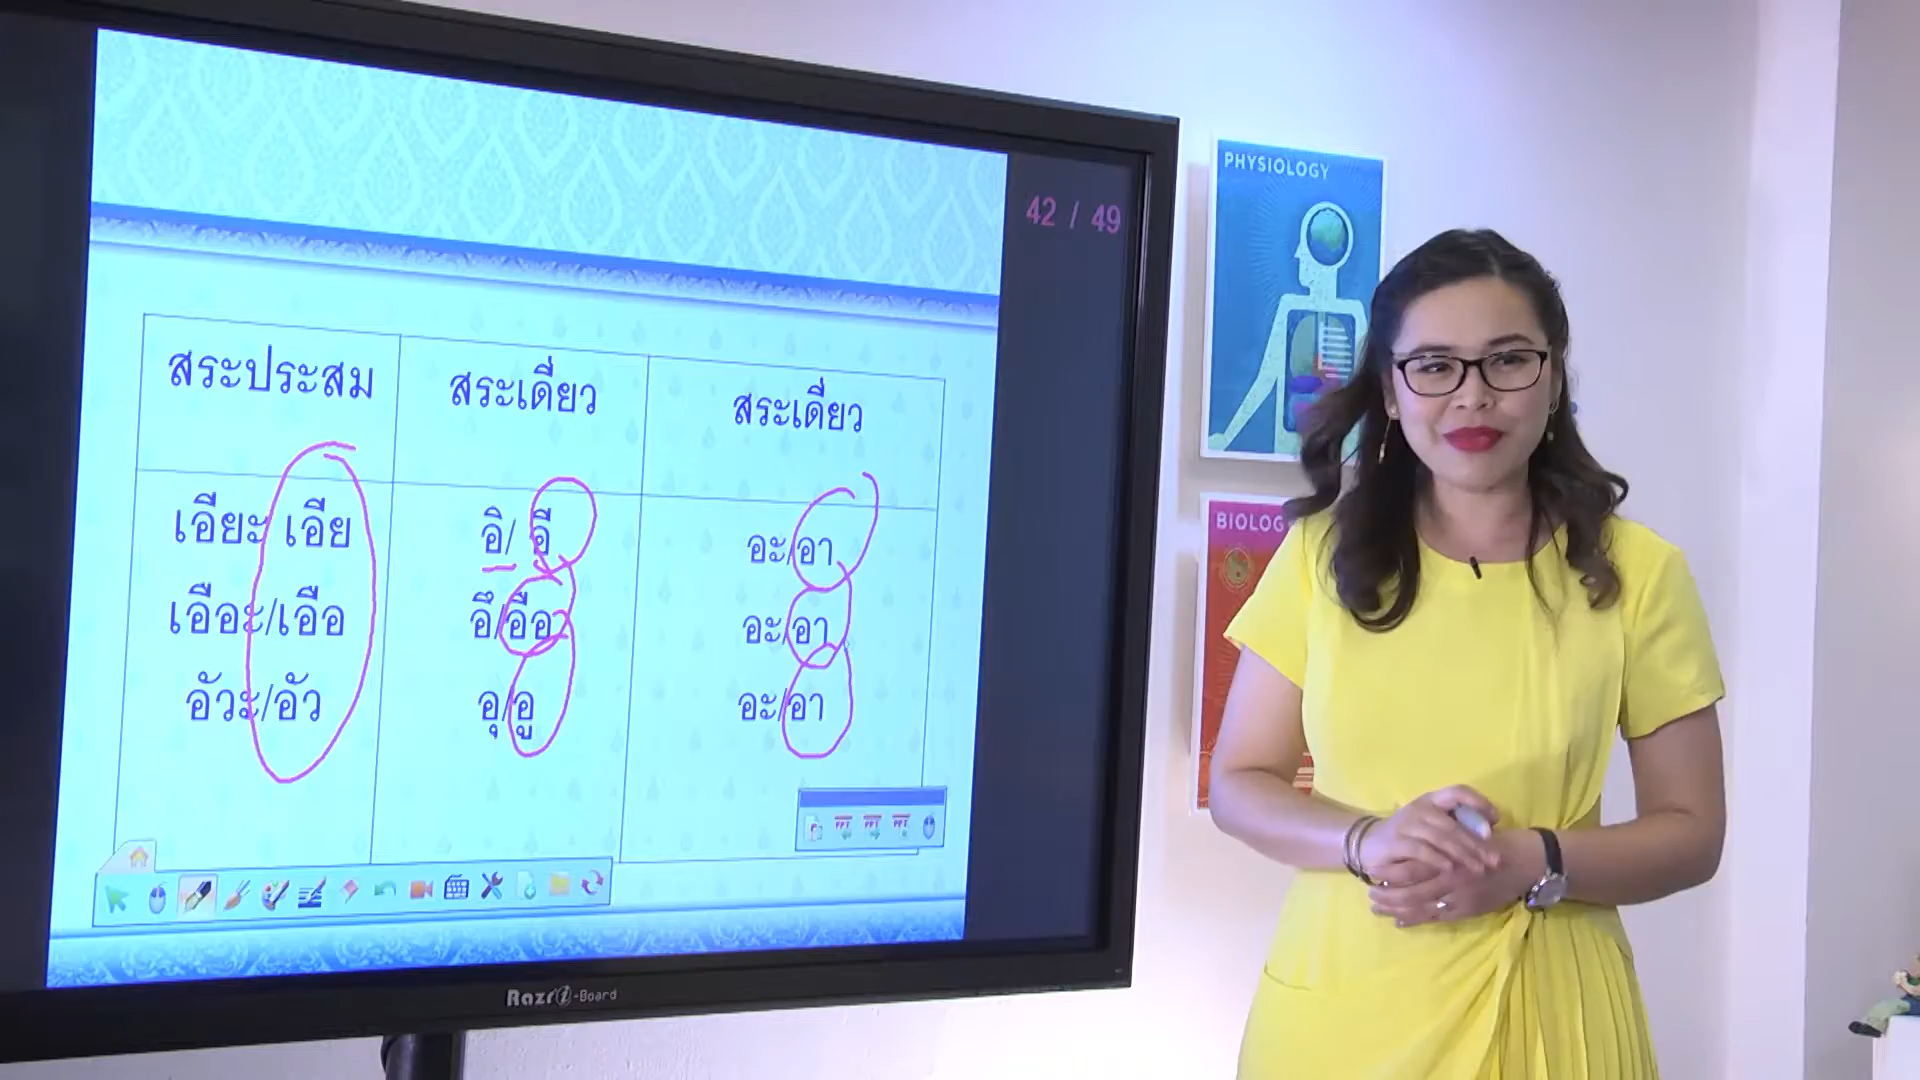 42 / 49
PHYSIOLOGY
สระประสม สระเดี่ยว สระเดี่ยว
เอียะ เอีย อิ/ อี อะ/อา
เอือะ/เอือ อึ/อือ อะ/อา
อัวะ/อัว อุ/อู อะ/อา
BIOLOG
PPT PPT PPT
Razr i-Board